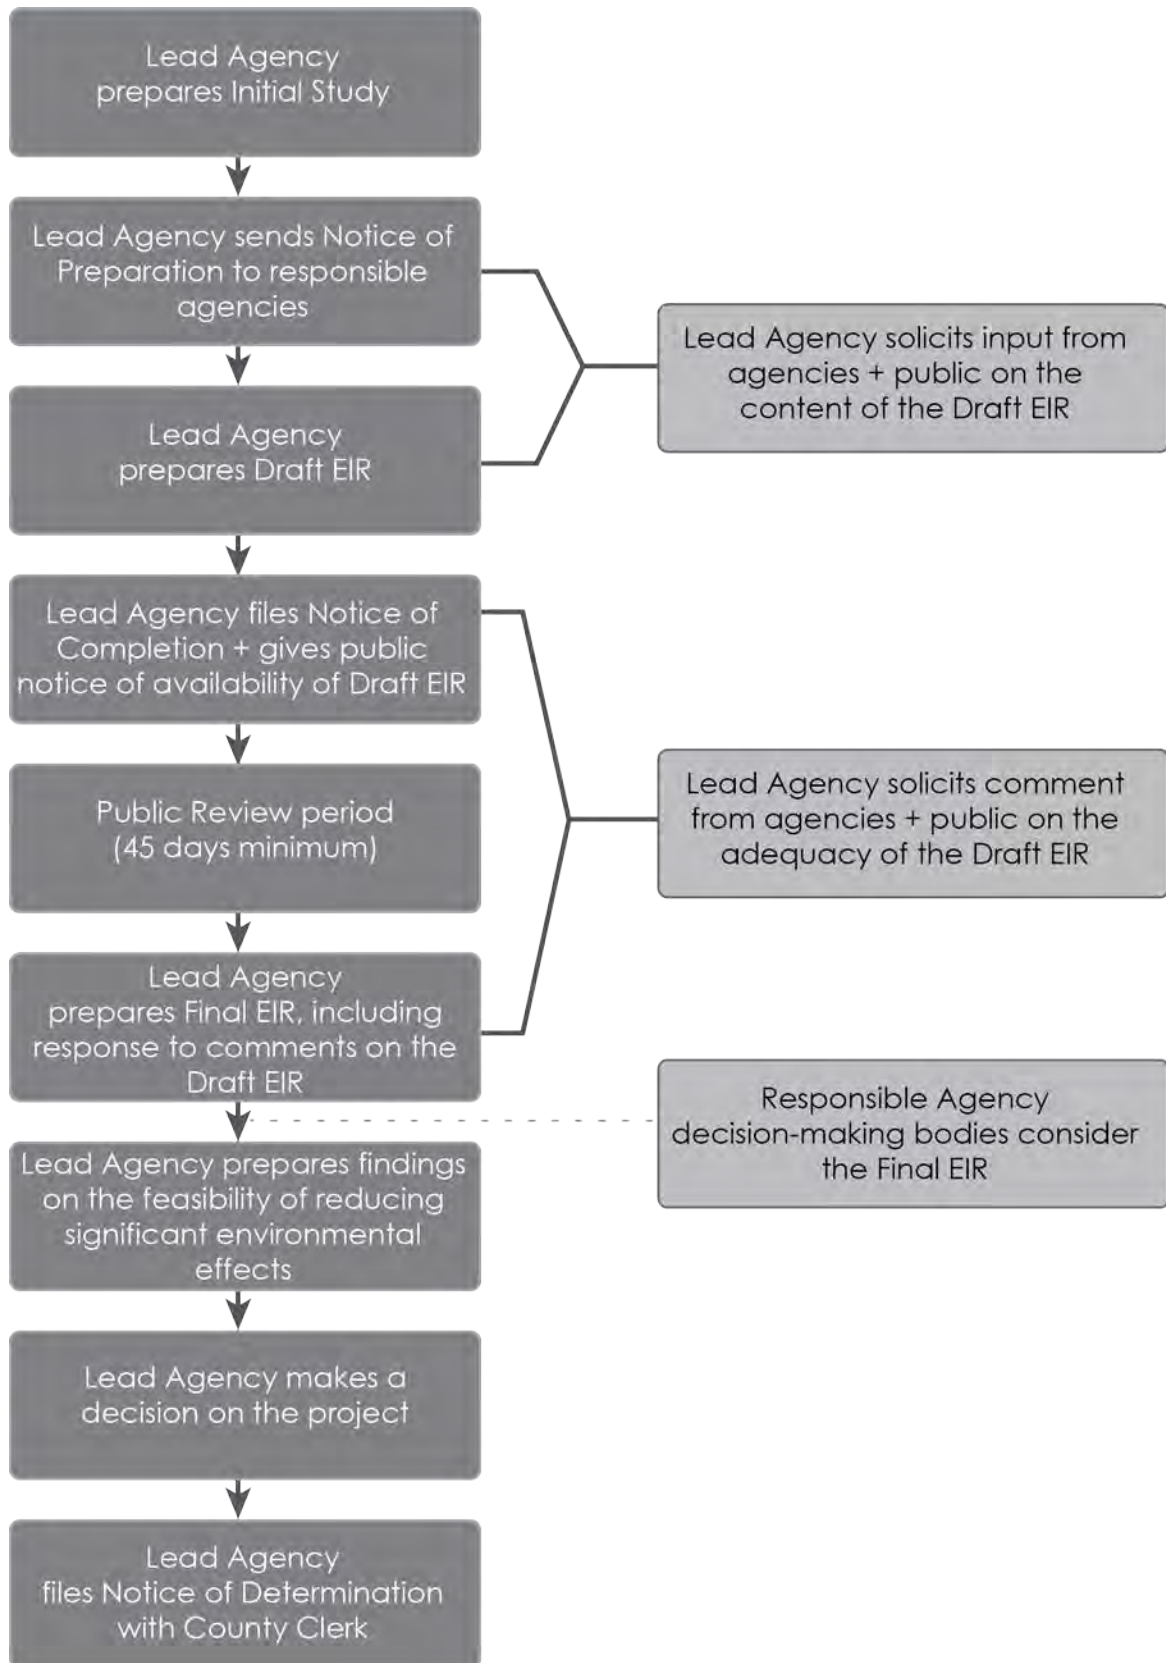 Lead Agency
prepares Initial Study
Lead Agency sends Notice of
Preparation to responsible
agencies
Lead Agency solicits input from
agencies + public on the
content of the Draft EIR
Lead Agency
prepares Draft EIR
Lead Agency files Notice of
Completion + gives public
notice of availability of Draft EIR
Public Review period
(45 days minimum)
Lead Agency solicits comment
from agencies + public on the
adequacy of the Draft EIR
Lead Agency
prepares Final EIR, including
response to comments on the
Draft EIR
Responsible Agency
decision-making bodies consider
the Final EIR
Lead Agency prepares findings
on the feasibility of reducing
significant environmental
effects
Lead Agency makes a
decision on the project
Lead Agency
files Notice of Determination
with County Clerk